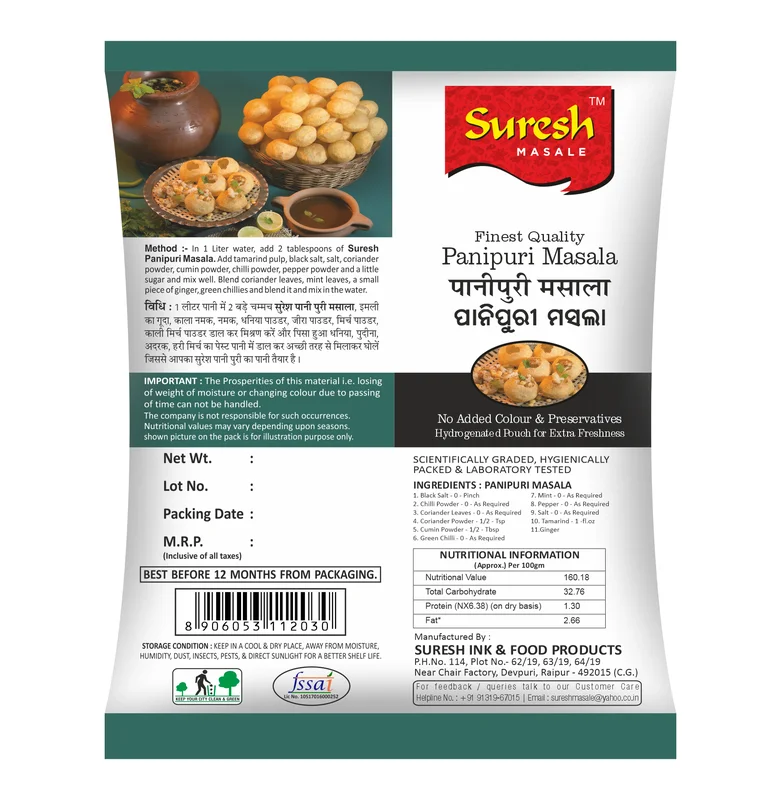 Suresh TM
MASALE
Finest Quality
Panipuri Masala
पानीपुरी मसाला
ପାନିପୁରୀ ମସଲା
No Added Colour & Preservatives
Hydrogenated Pouch for Extra Freshness
Method :- In 1 Liter water, add 2 tablespoons of Suresh
Panipuri Masala. Add tamarind pulp, black salt, salt, coriander
powder, cumin powder, chilli powder, pepper powder and a little
sugar and mix well. Blend coriander leaves, mint leaves, a small
piece of ginger, green chillies and blend it and mix in the water.
विधि : 1 लीटर पानी में 2 बड़े चम्मच सुरेश पानी पुरी मसाला, इमली
का गूदा, काला नमक, नमक, धनिया पाउडर, जीरा पाउडर, मिर्च पाउडर,
काली मिर्च पाउडर डाल कर मिश्रण करें और पिसा हुआ धनिया, पुदीना,
अदरक, हरी मिर्च का पेस्ट पानी में डाल कर अच्छी तरह से मिलाकर घोलें
जिससे आपका सुरेश पानी पुरी का पानी तैयार है।
IMPORTANT : The Prosperities of this material i.e. losing
of weight of moisture or changing colour due to passing
of time can not be handled.
The company is not responsible for such occurrences.
Nutritional values may vary depending upon seasons.
shown picture on the pack is for illustration purpose only.
Net Wt. :
Lot No. :
Packing Date :
M.R.P. :
(Inclusive of all taxes)
BEST BEFORE 12 MONTHS FROM PACKAGING.
8 906053 112030
STORAGE CONDITION : KEEP IN A COOL & DRY PLACE, AWAY FROM MOISTURE,
HUMIDITY, DUST, INSECTS, PESTS, & DIRECT SUNLIGHT FOR A BETTER SHELF LIFE.
KEEP YOUR CITY CLEAN & GREEN
fssai
Lic No. 10517016000252
SCIENTIFICALLY GRADED, HYGIENICALLY
PACKED & LABORATORY TESTED
INGREDIENTS : PANIPURI MASALA
1. Black Salt - 0 - Pinch
2. Chilli Powder - 0 - As Required
3. Coriander Leaves - 0 - As Required
4. Coriander Powder - 1/2 - Tsp
5. Cumin Powder - 1/2 - Tbsp
6. Green Chilli - 0 - As Required
7. Mint - 0 - As Required
8. Pepper - 0 - As Required
9. Salt - 0 - As Required
10. Tamarind - 1 -fl.oz
11.Ginger
NUTRITIONAL INFORMATION
(Approx.) Per 100gm
Nutritional Value 160.18
Total Carbohydrate 32.76
Protein (NX6.38) (on dry basis) 1.30
Fat* 2.66
Manufactured By :
SURESH INK & FOOD PRODUCTS
P.H.No. 114, Plot No.- 62/19, 63/19, 64/19
Near Chair Factory, Devpuri, Raipur - 492015 (C.G.)
For feedback / queries talk to our Customer Care
Helpline No. : +91 91319-67015 | Email : sureshmasale@yahoo.co.in